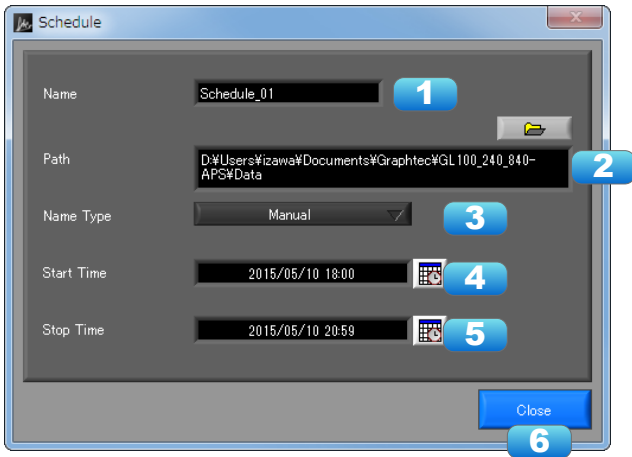 Schedule
Name
Schedule_01
1
Path
D:¥Users¥izawa¥Documents¥Graphtec¥GL100_240_840-
APS¥Data
2
Name Type
Manual
3
Start Time
2015/05/10 18:00
4
Stop Time
2015/05/10 20:59
5
Close
6